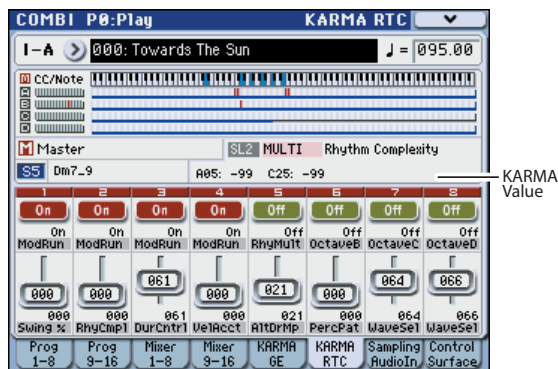 COMBI P0:Play KARMA RTC
I-A 000: Towards The Sun ♩ = 095.00
M CC/Note
A
B
C
D
M Master SL2 MULTI Rhythm Complexity
S5 Dm7_9 A05: -99 C25: -99
KARMA
Value
1 2 3 4 5 6 7 8
On On On On Off Off Off Off
On On On On Off Off Off Off
ModRun ModRun ModRun ModRun RhyMult OctaveB OctaveC OctaveD
000 000 061 000 021 000 064 066
000 000 061 000 021 000 064 066
Swing % RhyCmpl DurCntrl VelAcct AltDrMp PercPat WaveSel WaveSel
Prog Prog Mixer Mixer KARMA KARMA Sampling Control
1-8 9-16 1-8 9-16 GE RTC AudioIn Surface